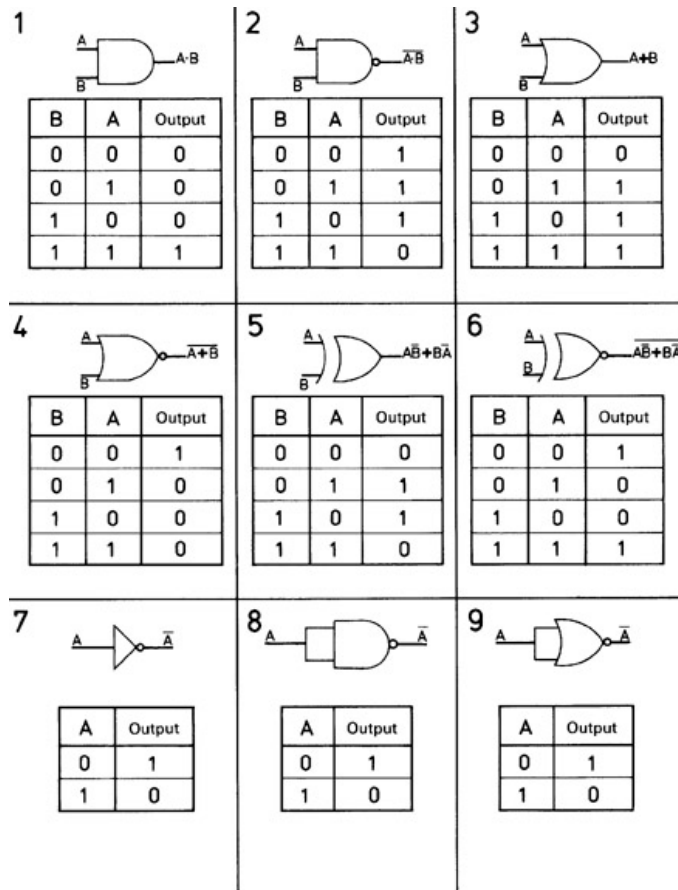 1
A
B
A·B
B A Output
0 0 0
0 1 0
1 0 0
1 1 1
2
A
B
A̅·̅B̅
B A Output
0 0 1
0 1 1
1 0 1
1 1 0
3
A
B
A+B
B A Output
0 0 0
0 1 1
1 0 1
1 1 1
4
A
B
A̅+̅B̅
B A Output
0 0 1
0 1 0
1 0 0
1 1 0
5
A
B
AB̅+BA̅
B A Output
0 0 0
0 1 1
1 0 1
1 1 0
6
A
B
A̅B̿+̅B̅A̿
B A Output
0 0 1
0 1 0
1 0 0
1 1 1
7
A
A̅
A Output
0 1
1 0
8
A
A̅
A Output
0 1
1 0
9
A
A̅
A Output
0 1
1 0